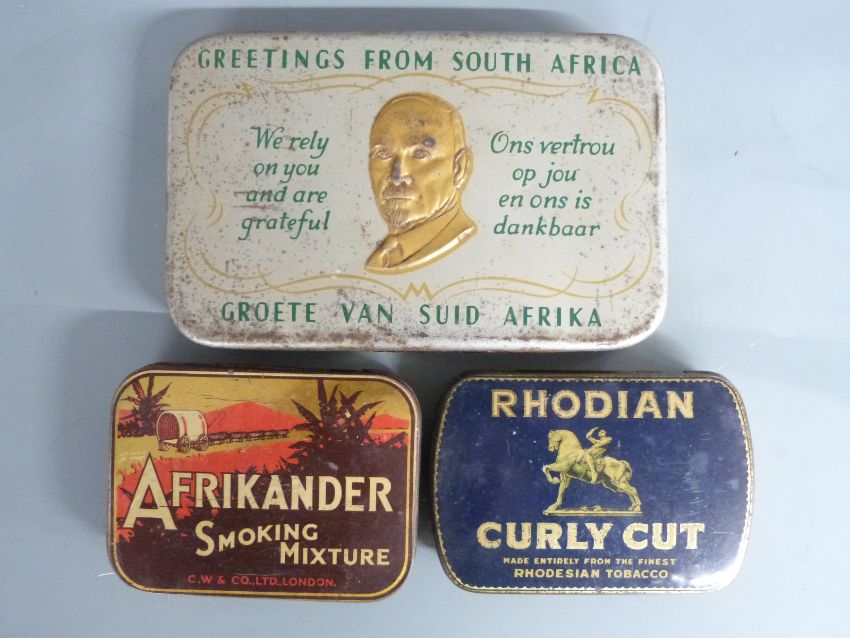 GREETINGS FROM SOUTH AFRICA
We rely
on you
and are
grateful
Ons vertrou
op jou
en ons is
dankbaar
GROETE VAN SUID AFRIKA
AFRIKANDER
SMOKING
MIXTURE
C.W & CO., LTD., LONDON.
RHODIAN
CURLY CUT
MADE ENTIRELY FROM THE FINEST
RHODESIAN TOBACCO